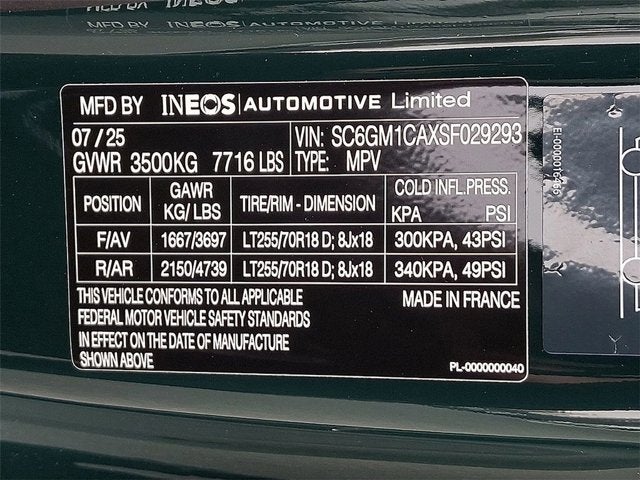 MFD BY INEOS | AUTOMOTIVE Limited
07 / 25 VIN: SC6GM1CAXSF029293
GVWR 3500KG 7716 LBS TYPE: MPV
POSITION GAWR KG/ LBS TIRE/RIM - DIMENSION COLD INFL.PRESS. KPA PSI
F/AV 1667/3697 LT255/70R18 D; 8Jx18 300KPA, 43PSI
R/AR 2150/4739 LT255/70R18 D; 8Jx18 340KPA, 49PSI
THIS VEHICLE CONFORMS TO ALL APPLICABLE MADE IN FRANCE
FEDERAL MOTOR VEHICLE SAFETY STANDARDS
IN EFFECT ON THE DATE OF MANUFACTURE
SHOWN ABOVE
PL-0000000040
EI-0000016466